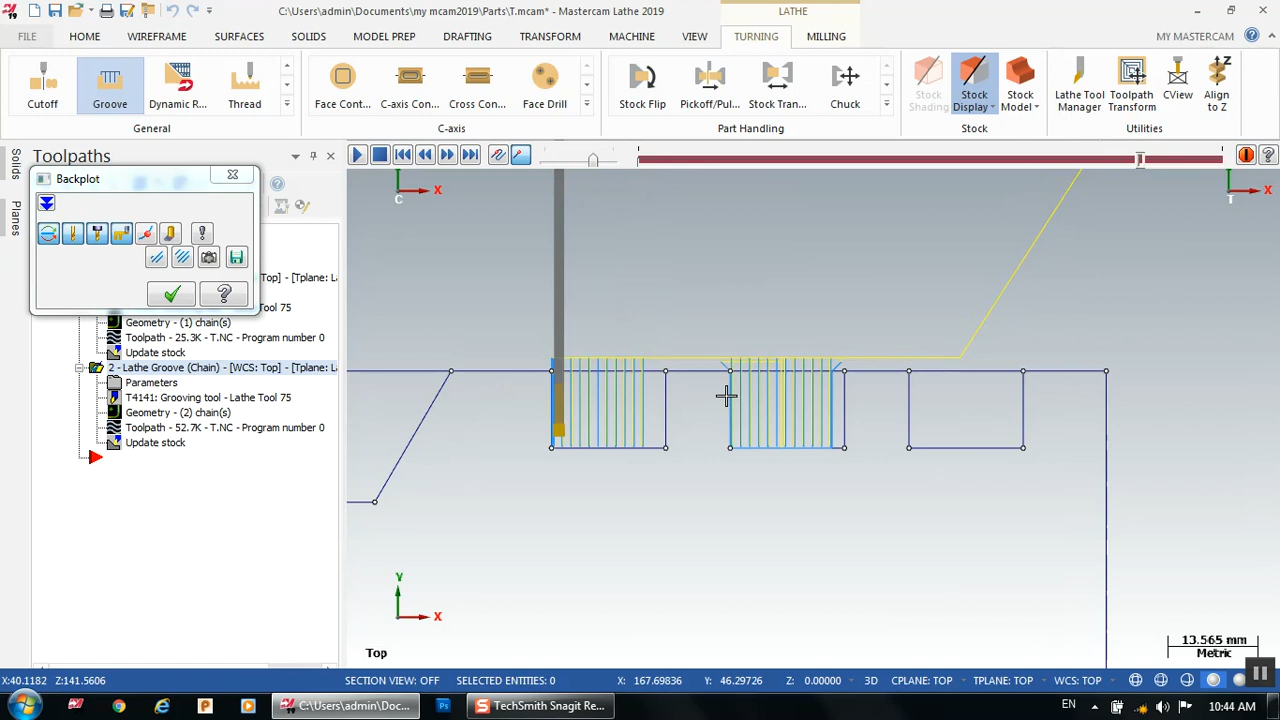 C:\Users\admin\Documents\my mcam2019\Parts\T.mcam* - Mastercam Lathe 2019
LATHE
FILE HOME WIREFRAME SURFACES SOLIDS MODEL PREP DRAFTING TRANSFORM MACHINE VIEW TURNING MILLING MY MASTERCAM
Cutoff Groove Dynamic R... Thread Face Cont... C-axis Con... Cross Con... Face Drill Stock Flip Pickoff/Pul... Stock Tran... Chuck Stock Shading Stock Display Stock Model Lathe Tool Manager Toolpath Transform CView Align to Z
General C-axis Part Handling Stock Utilities
Solids
Planes
Toolpaths
Backplot
C X
T X
Top] - [Tplane: L
ol 75
Geometry - (1) chain(s)
Toolpath - 25.3K - T.NC - Program number 0
Update stock
2 - Lathe Groove (Chain) - [WCS: Top] - [Tplane: L
Parameters
T4141: Grooving tool - Lathe Tool 75
Geometry - (2) chain(s)
Toolpath - 52.7K - T.NC - Program number 0
Update stock
Y
X
Top
13.565 mm
Metric
X:40.1182 Z:141.5606 SECTION VIEW: OFF SELECTED ENTITIES: 0 X: 167.69836 Y: 46.29726 Z: 0.00000 3D CPLANE: TOP TPLANE: TOP WCS: TOP
C:\Users\admin\Doc... TechSmith Snagit Re... EN 10:44 AM